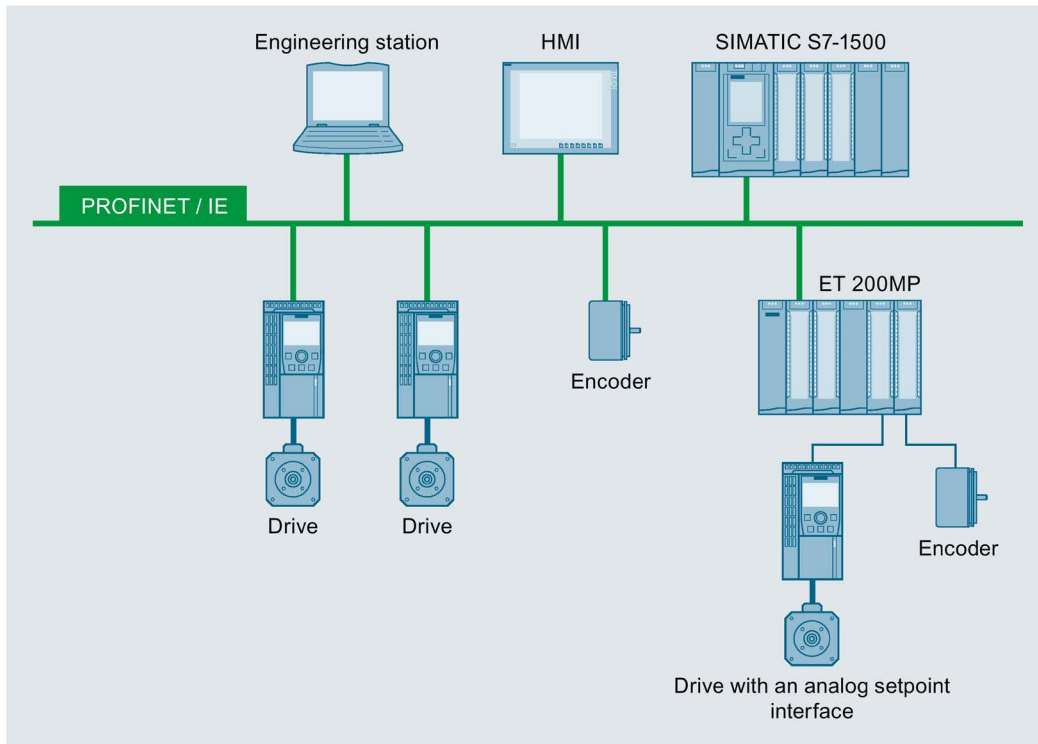 Engineering station
HMI
SIMATIC S7-1500
PROFINET / IE
ET 200MP
Encoder
Drive
Drive
Encoder
Drive with an analog setpoint
interface